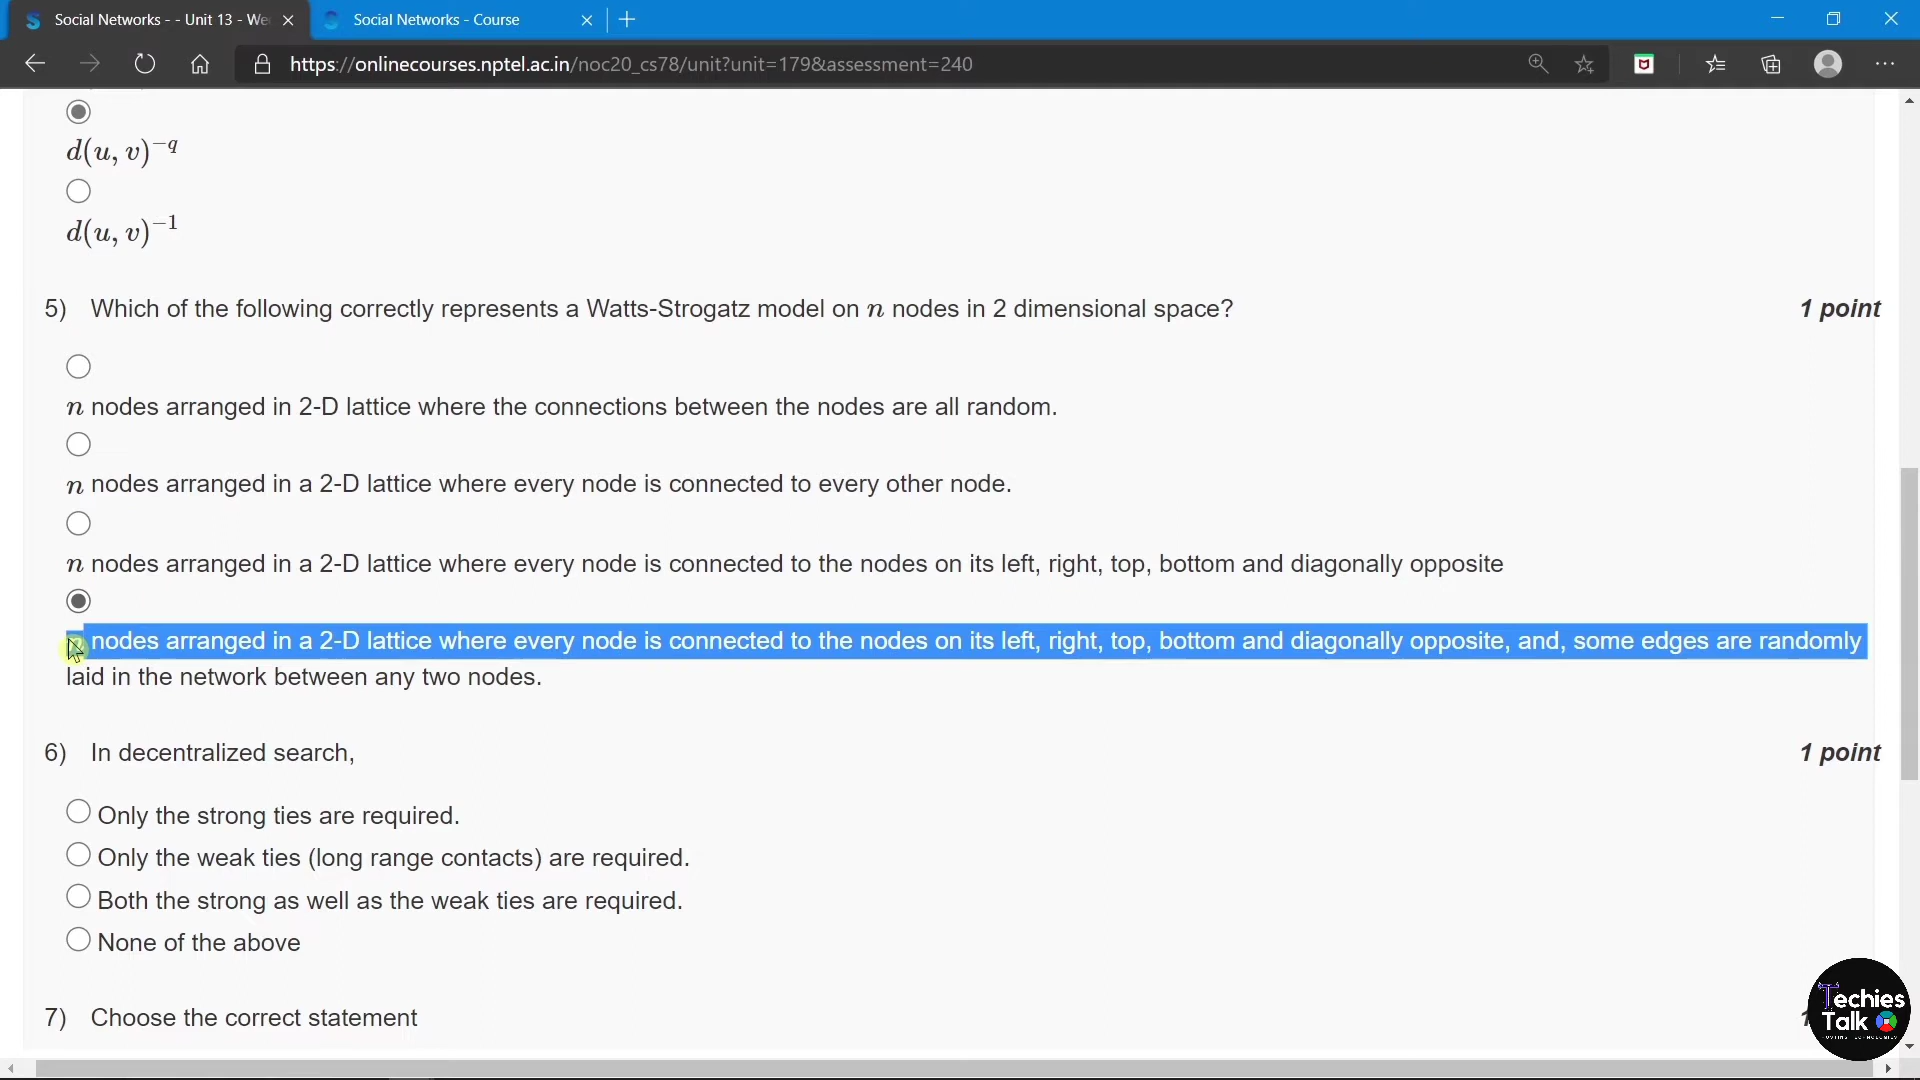 Social Networks - - Unit 13 - We
Social Networks - Course
https://onlinecourses.nptel.ac.in/noc20_cs78/unit?unit=179&assessment=240
d(u, v)^{-q}
d(u, v)^{-1}
5) Which of the following correctly represents a Watts-Strogatz model on n nodes in 2 dimensional space? 1 point
n nodes arranged in 2-D lattice where the connections between the nodes are all random.
n nodes arranged in a 2-D lattice where every node is connected to every other node.
n nodes arranged in a 2-D lattice where every node is connected to the nodes on its left, right, top, bottom and diagonally opposite
n nodes arranged in a 2-D lattice where every node is connected to the nodes on its left, right, top, bottom and diagonally opposite, and, some edges are randomly
laid in the network between any two nodes.
6) In decentralized search, 1 point
Only the strong ties are required.
Only the weak ties (long range contacts) are required.
Both the strong as well as the weak ties are required.
None of the above
7) Choose the correct statement 1
Techies
Talk